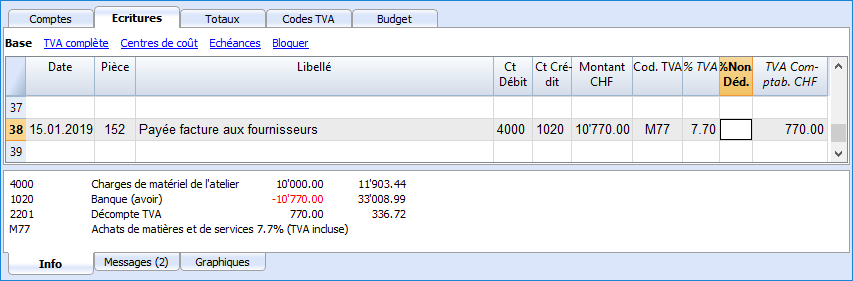 Comptes Ecritures Totaux Codes TVA Budget
Base TVA complète Centres de coût Echéances Bloquer
Date Pièce Libellé Ct Débit Ct Cré-dit Montant CHF Cod. TVA % TVA %Non Déd. TVA Com-ptab. CHF
37
38 15.01.2019 152 Payée facture aux fournisseurs 4000 1020 10'770.00 M77 7.70 770.00
39
4000 Charges de matériel de l'atelier 10'000.00 11'903.44
1020 Banque (avoir) -10'770.00 33'008.99
2201 Décompte TVA 770.00 336.72
M77 Achats de matières et de services 7.7% (TVA incluse)
Info Messages (2) Graphiques